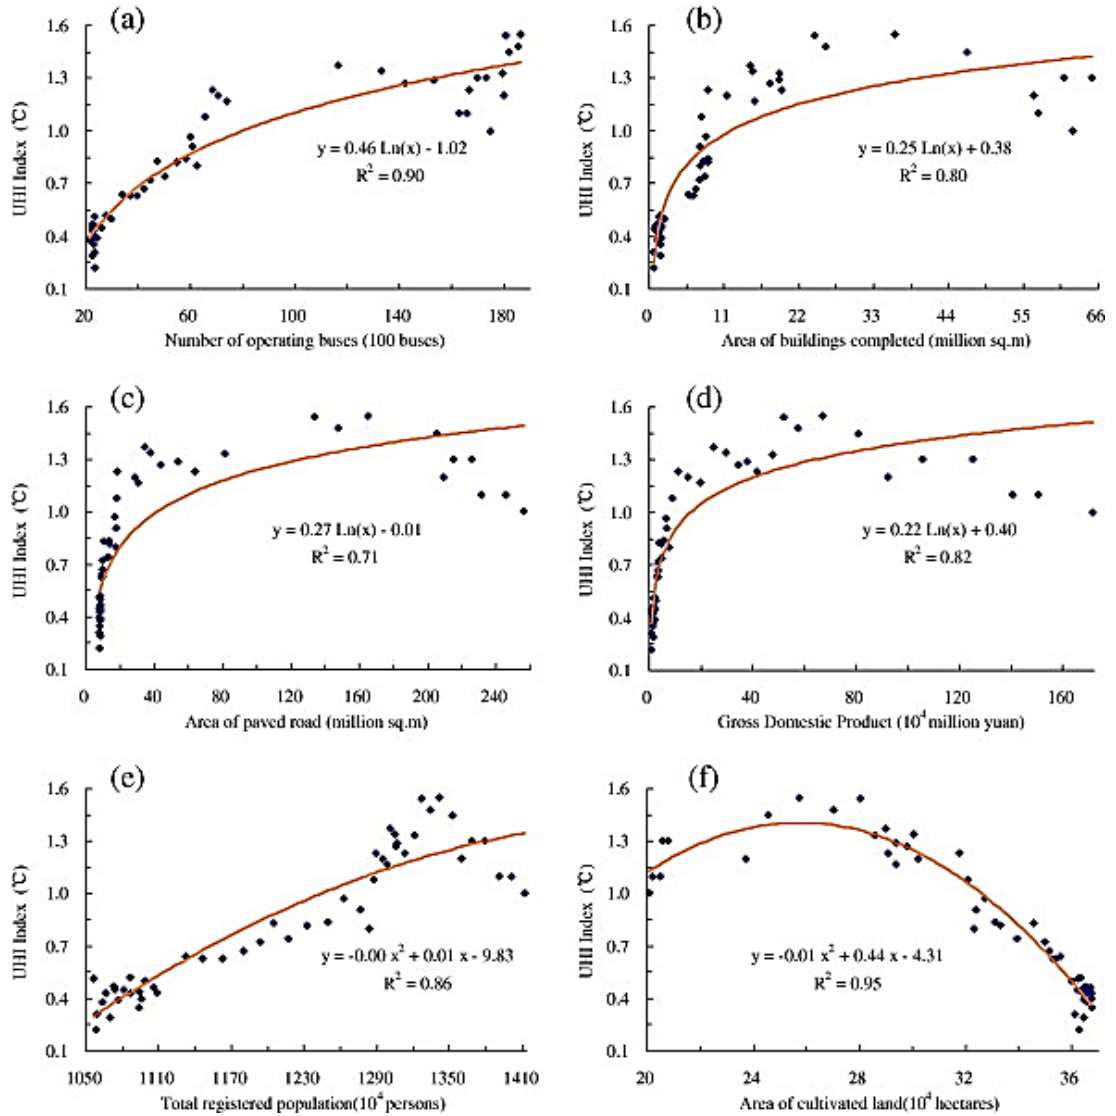 (a)
1.6
1.3
1.0
0.7
0.4
0.1
UHI Index (℃)
y = 0.46 Ln(x) - 1.02
R² = 0.90
20 60 100 140 180
Number of operating buses (100 buses)
(b)
1.6
1.3
1.0
0.7
0.4
0.1
UHI Index (℃)
y = 0.25 Ln(x) + 0.38
R² = 0.80
0 11 22 33 44 55 66
Area of buildings completed (million sq.m)
(c)
1.6
1.3
1.0
0.7
0.4
0.1
UHI Index (℃)
y = 0.27 Ln(x) - 0.01
R² = 0.71
0 40 80 120 160 200 240
Area of paved road (million sq.m)
(d)
1.6
1.3
1.0
0.7
0.4
0.1
UHI Index (℃)
y = 0.22 Ln(x) + 0.40
R² = 0.82
0 40 80 120 160
Gross Domestic Product (10⁴ million yuan)
(e)
1.6
1.3
1.0
0.7
0.4
0.1
UHI Index (℃)
y = -0.00 x² + 0.01 x - 9.83
R² = 0.86
1050 1110 1170 1230 1290 1350 1410
Total registered population(10⁴ persons)
(f)
1.6
1.3
1.0
0.7
0.4
0.1
UHI Index (℃)
y = -0.01 x² + 0.44 x - 4.31
R² = 0.95
20 24 28 32 36
Area of cultivated land(10⁴ hectares)